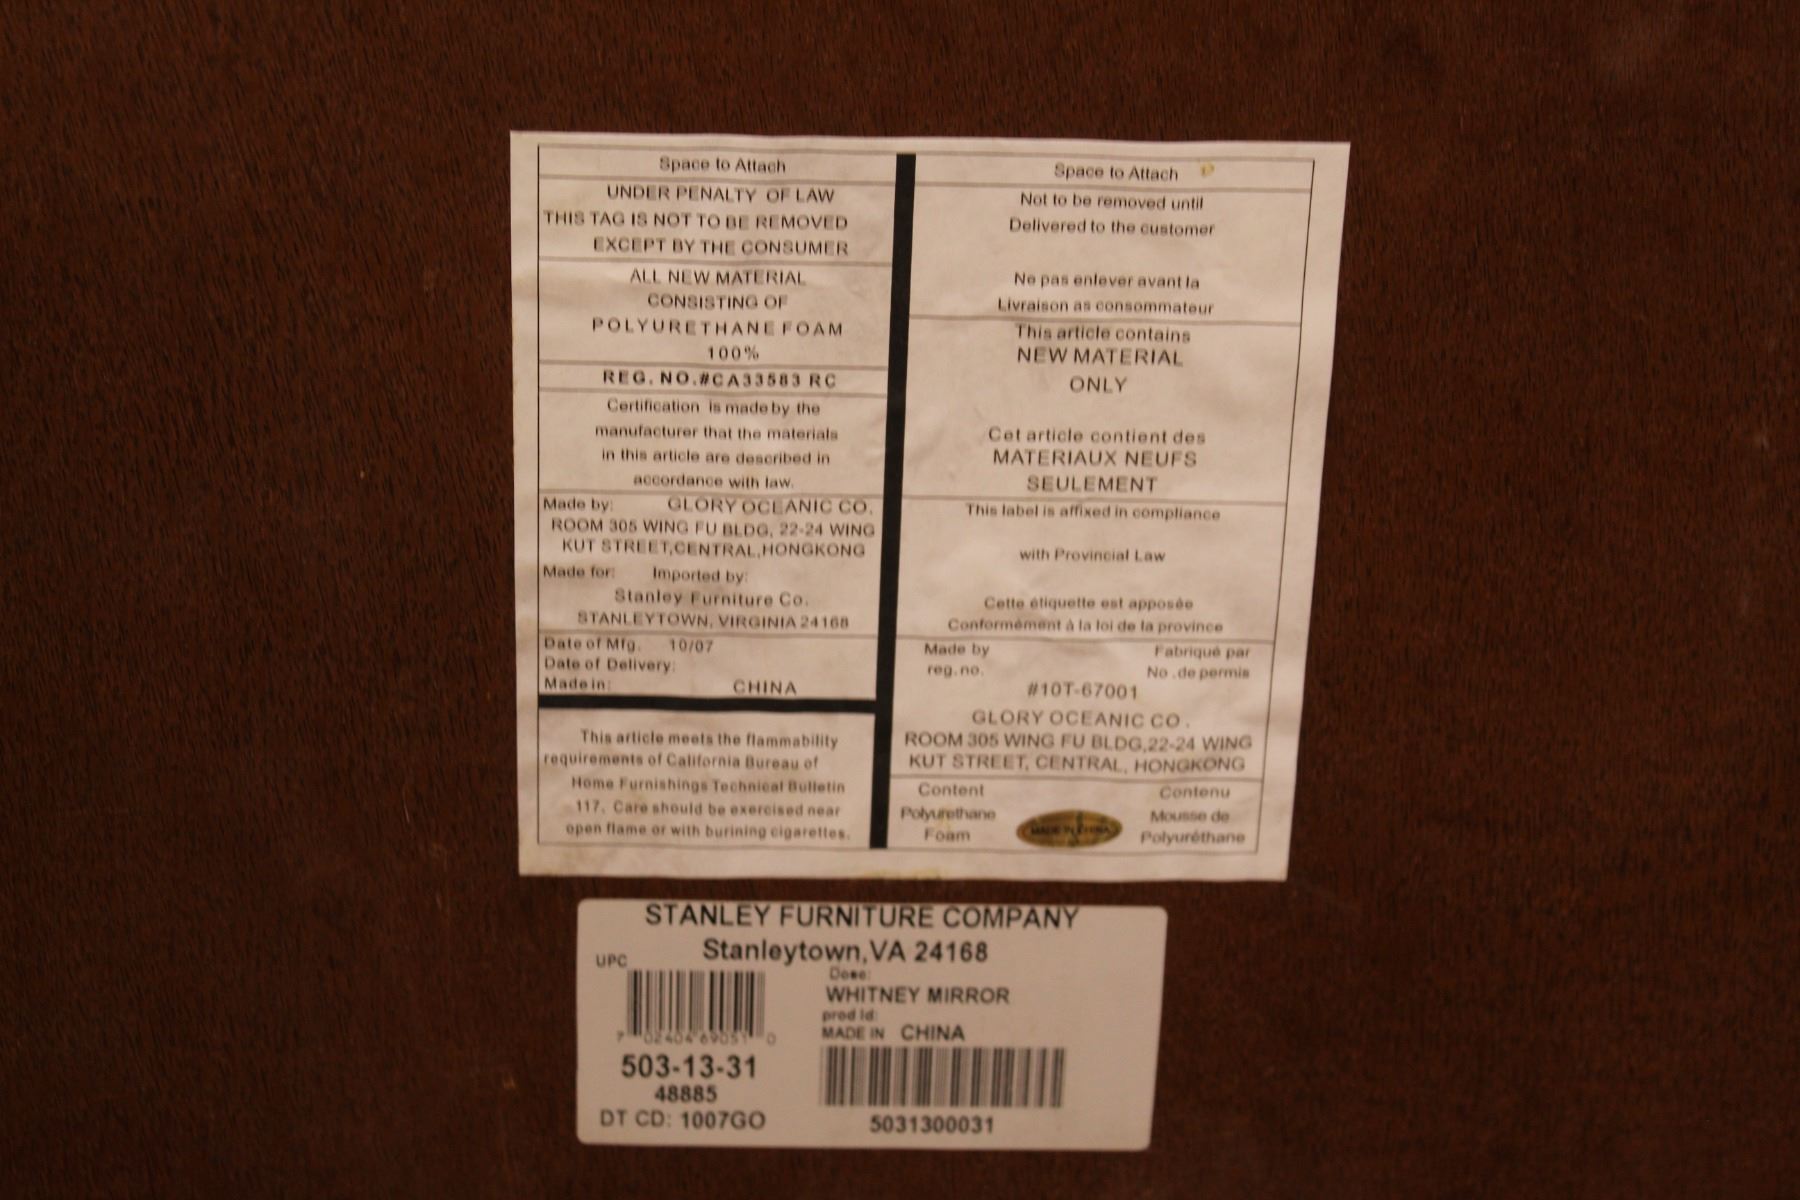 Space to Attach
UNDER PENALTY OF LAW
THIS TAG IS NOT TO BE REMOVED
EXCEPT BY THE CONSUMER
ALL NEW MATERIAL
CONSISTING OF
POLYURETHANE FOAM
100%
REG. NO.#CA33583 RC
Certification is made by the
manufacturer that the materials
in this article are described in
accordance with law.
Made by: GLORY OCEANIC CO.
ROOM 305 WING FU BLDG, 22-24 WING
KUT STREET,CENTRAL,HONGKONG
Made for: Imported by:
Stanley Furniture Co.
STANLEYTOWN, VIRGINIA 24168
Date of Mfg. 10/07
Date of Delivery:
Made in: CHINA
This article meets the flammability
requirements of California Bureau of
Home Furnishings Technical Bulletin
117. Care should be exercised near
open flame or with burining cigarettes.
Space to Attach
Not to be removed until
Delivered to the customer
Ne pas enlever avant la
Livraison as consommateur
This article contains
NEW MATERIAL
ONLY
Cet article contient des
MATERIAUX NEUFS
SEULEMENT
This label is affixed in compliance
with Provincial Law
Cette étiquette est apposée
Conformément à la loi de la province
Made by Fabriqué par
reg.no. No.de permis
#10T-67001
GLORY OCEANIC CO.
ROOM 305 WING FU BLDG,22-24 WING
KUT STREET, CENTRAL, HONGKONG
Content Contenu
Polyurethane Mousse de
Foam MADE IN CHINA Polyuréthane
STANLEY FURNITURE COMPANY
Stanleytown,VA 24168
UPC
7 02404 69051 0
503-13-31
48885
DT CD: 1007GO
Desc:
WHITNEY MIRROR
prod Id:
MADE IN CHINA
5031300031